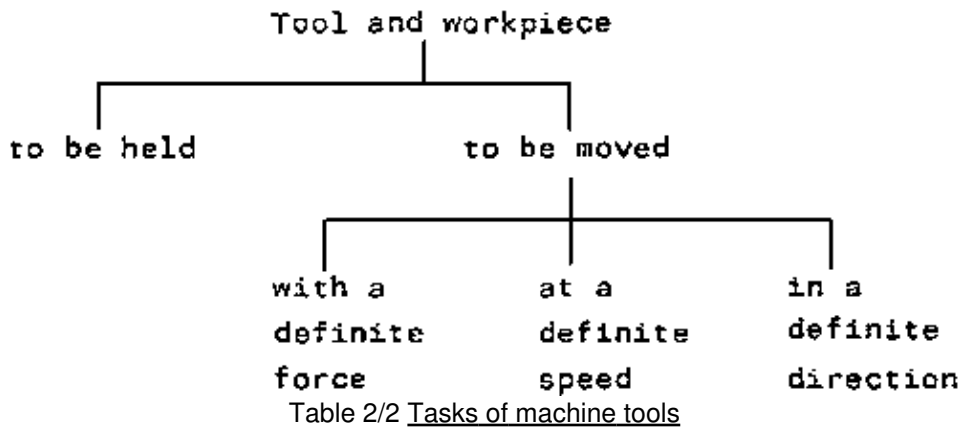 Tool and workpiece
to be held
to be moved
with a
definite
force
at a
definite
speed
in a
definite
direction
Table 2/2 Tasks of machine tools